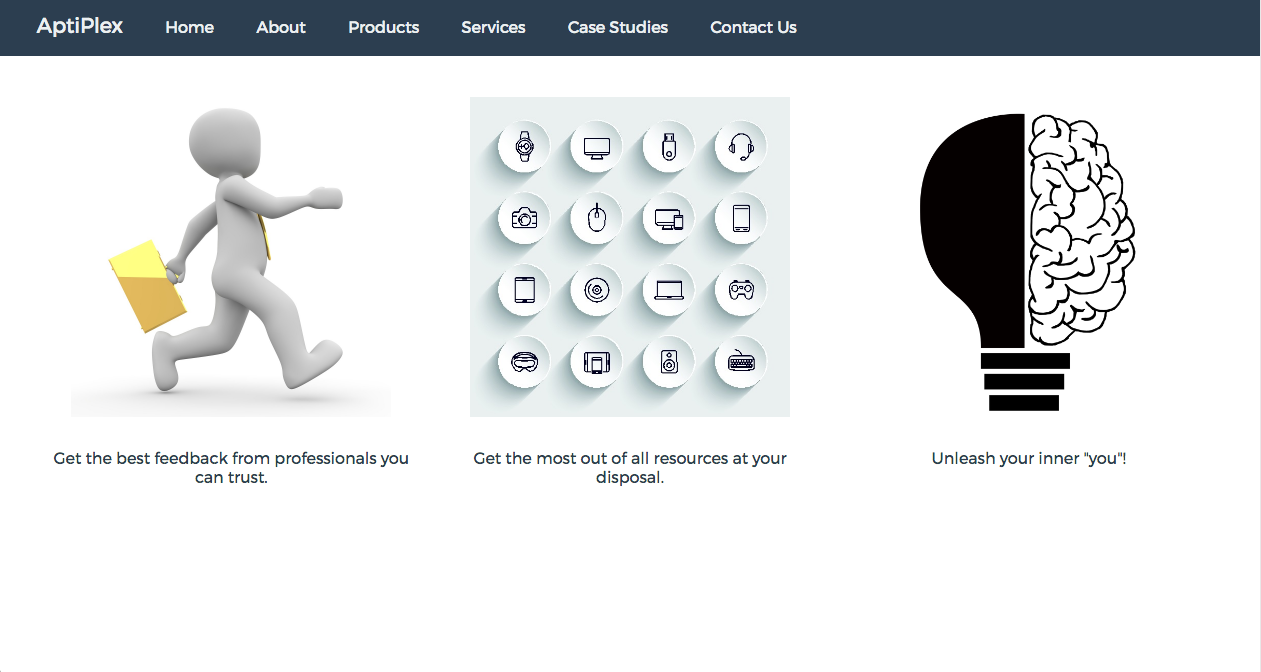 AptiPlex Home About Products Services Case Studies Contact Us
Get the best feedback from professionals you
can trust.
Get the most out of all resources at your
disposal.
Unleash your inner "you"!